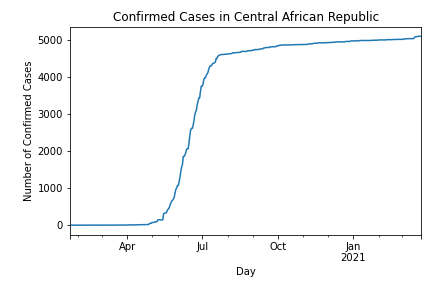 Confirmed Cases in Central African Republic
Number of Confirmed Cases
5000
4000
3000
2000
1000
0
Apr
Jul
Oct
Jan
2021
Day